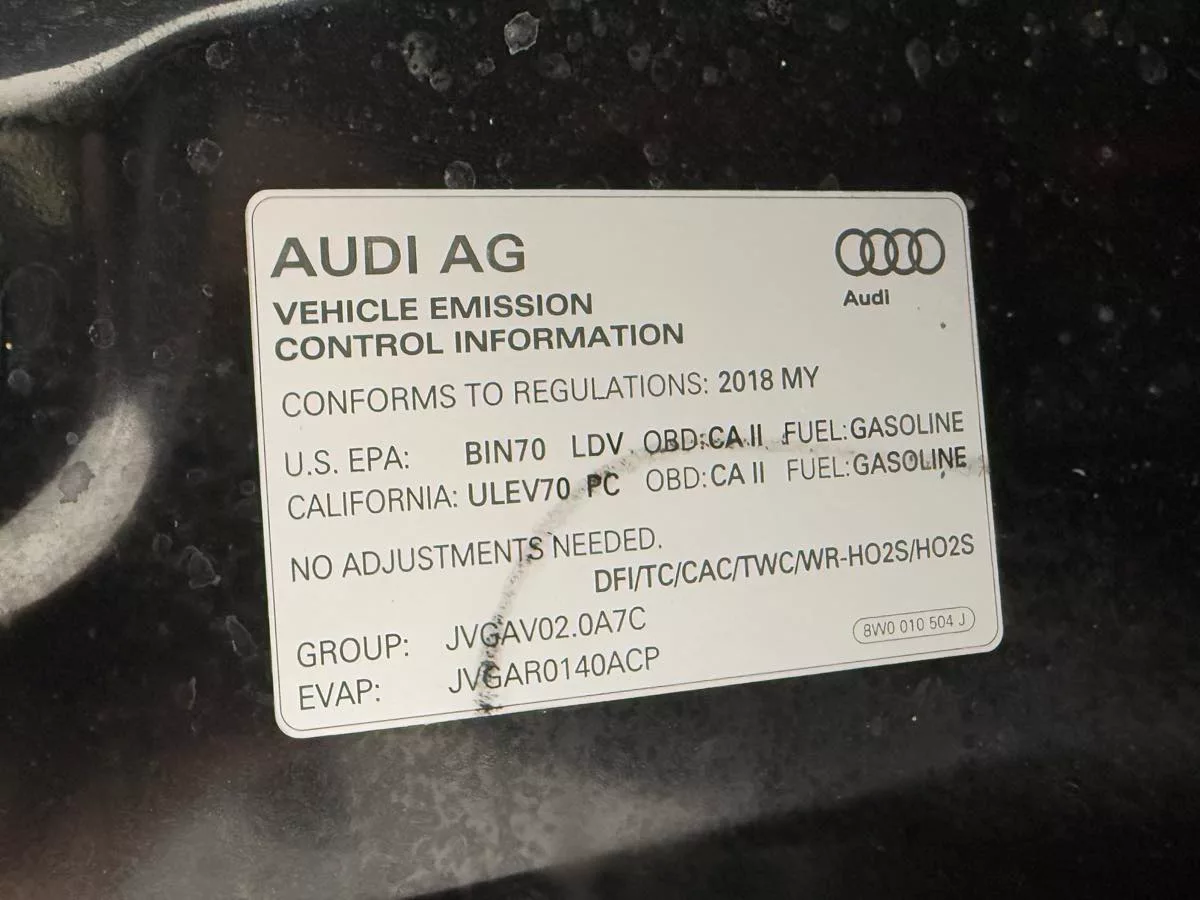 AUDI AG
Audi
VEHICLE EMISSION
CONTROL INFORMATION
CONFORMS TO REGULATIONS: 2018 MY
U.S. EPA: BIN70 LDV OBD:CA II FUEL:GASOLINE
CALIFORNIA: ULEV70 PC OBD:CA II FUEL:GASOLINE
NO ADJUSTMENTS NEEDED.
DFI/TC/CAC/TWC/WR-HO2S/HO2S
GROUP: JVGAV02.0A7C
EVAP: JVGAR0140ACP
8W0 010 504 J